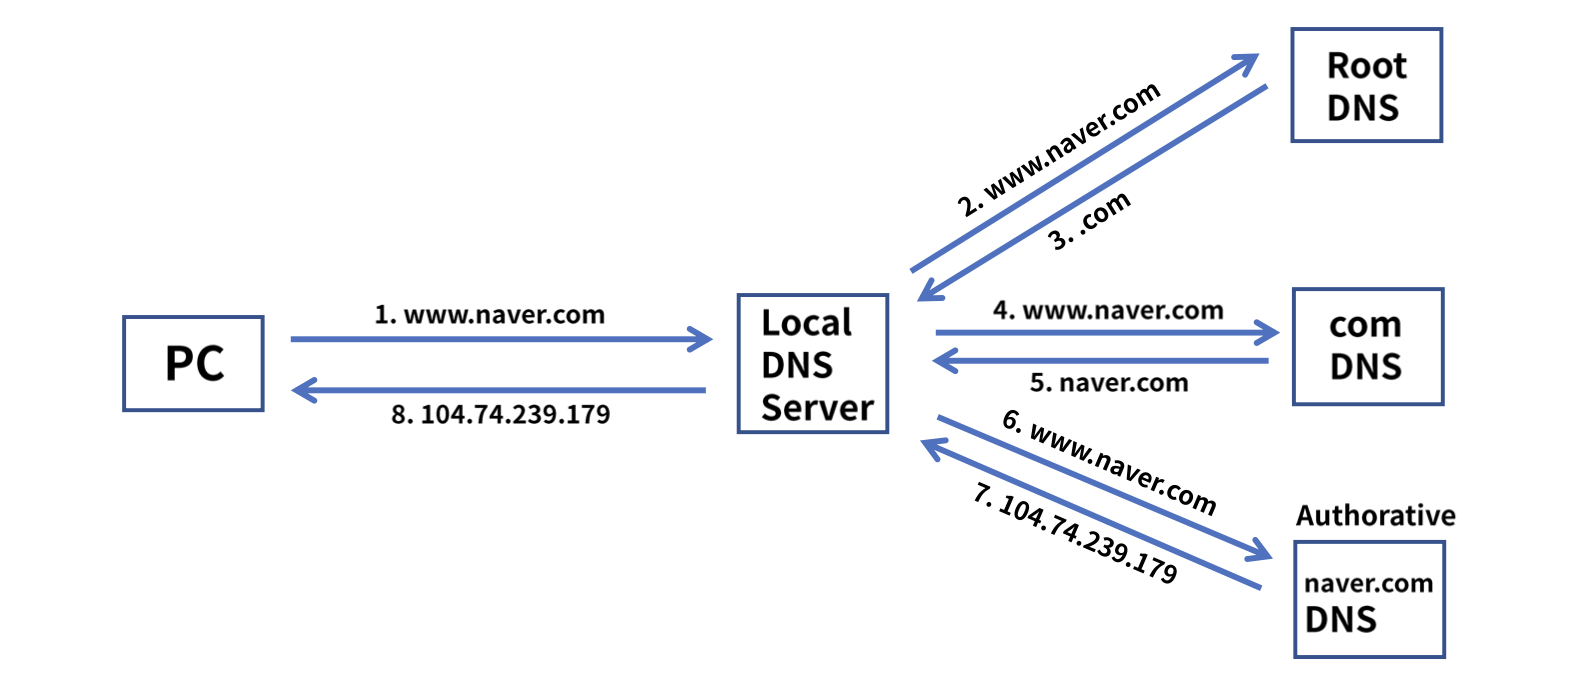 Root
DNS
2. www.naver.com
3. .com
1. www.naver.com
PC
8. 104.74.239.179
Local
DNS
Server
4. www.naver.com
5. naver.com
com
DNS
6. www.naver.com
7. 104.74.239.179
Authorative
naver.com
DNS